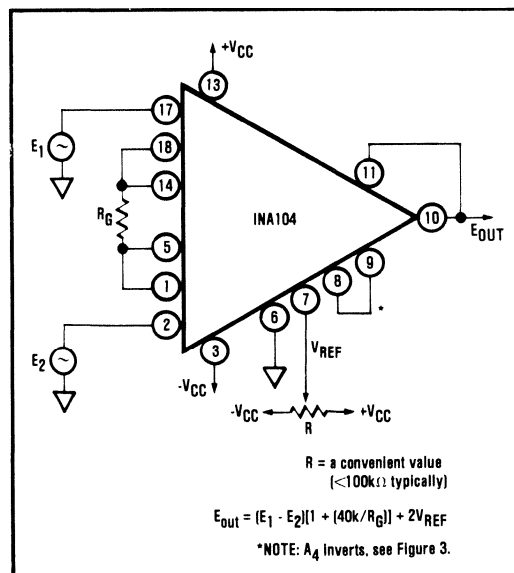 +VCC
13
17
E1
18
11
14
RG
INA104
10
EOUT
5
9
1
8
7
*
2
6
3
VREF
E2
-VCC
-VCC
+VCC
R
R = a convenient value
(<100kΩ typically)
Eout = (E1 - E2)[1 + (40k/RG)] + 2VREF
*NOTE: A4 inverts, see Figure 3.